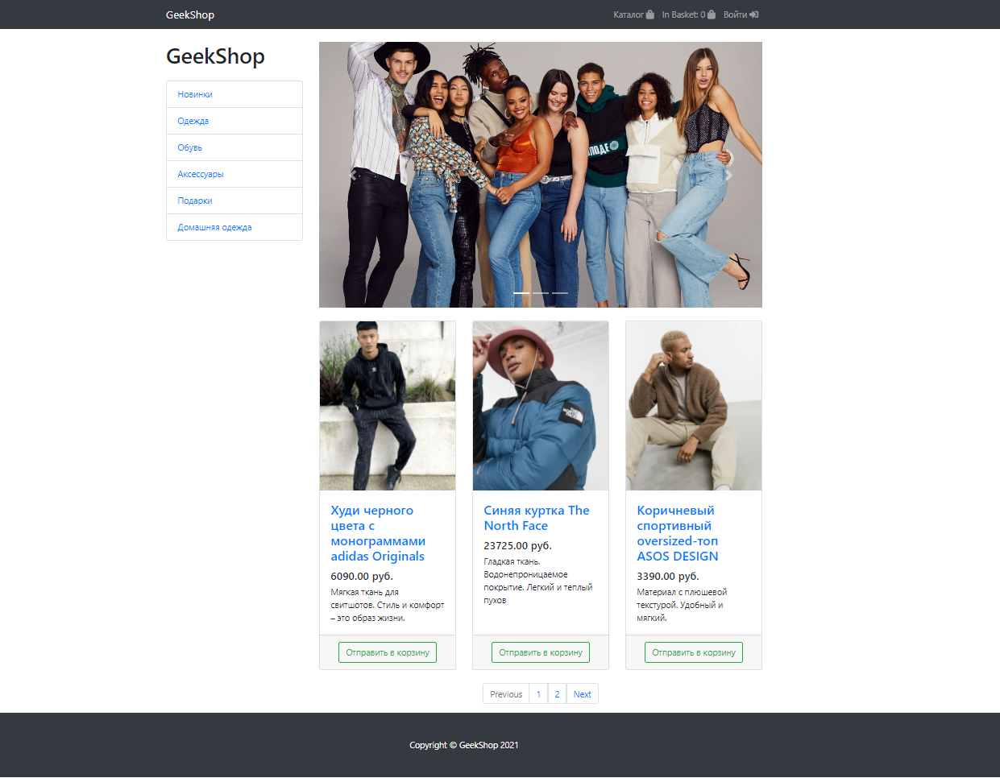 GeekShop
Каталог
In Basket: 0
Войти
GeekShop
Новинки
Одежда
Обувь
Аксессуары
Подарки
Домашняя одежда
Худи черного
цвета с
монограммами
adidas Originals
6090.00 руб.
Мягкая ткань для
свитшотов. Стиль и комфорт
– это образ жизни.
Отправить в корзину
Синяя куртка The
North Face
23725.00 руб.
Гладкая ткань.
Водонепроницаемое
покрытие. Легкий и теплый
пухов
Отправить в корзину
Коричневый
спортивный
oversized-топ
ASOS DESIGN
3390.00 руб.
Материал с плюшевой
текстурой. Удобный и
мягкий.
Отправить в корзину
Previous 1 2 Next
Copyright © GeekShop 2021